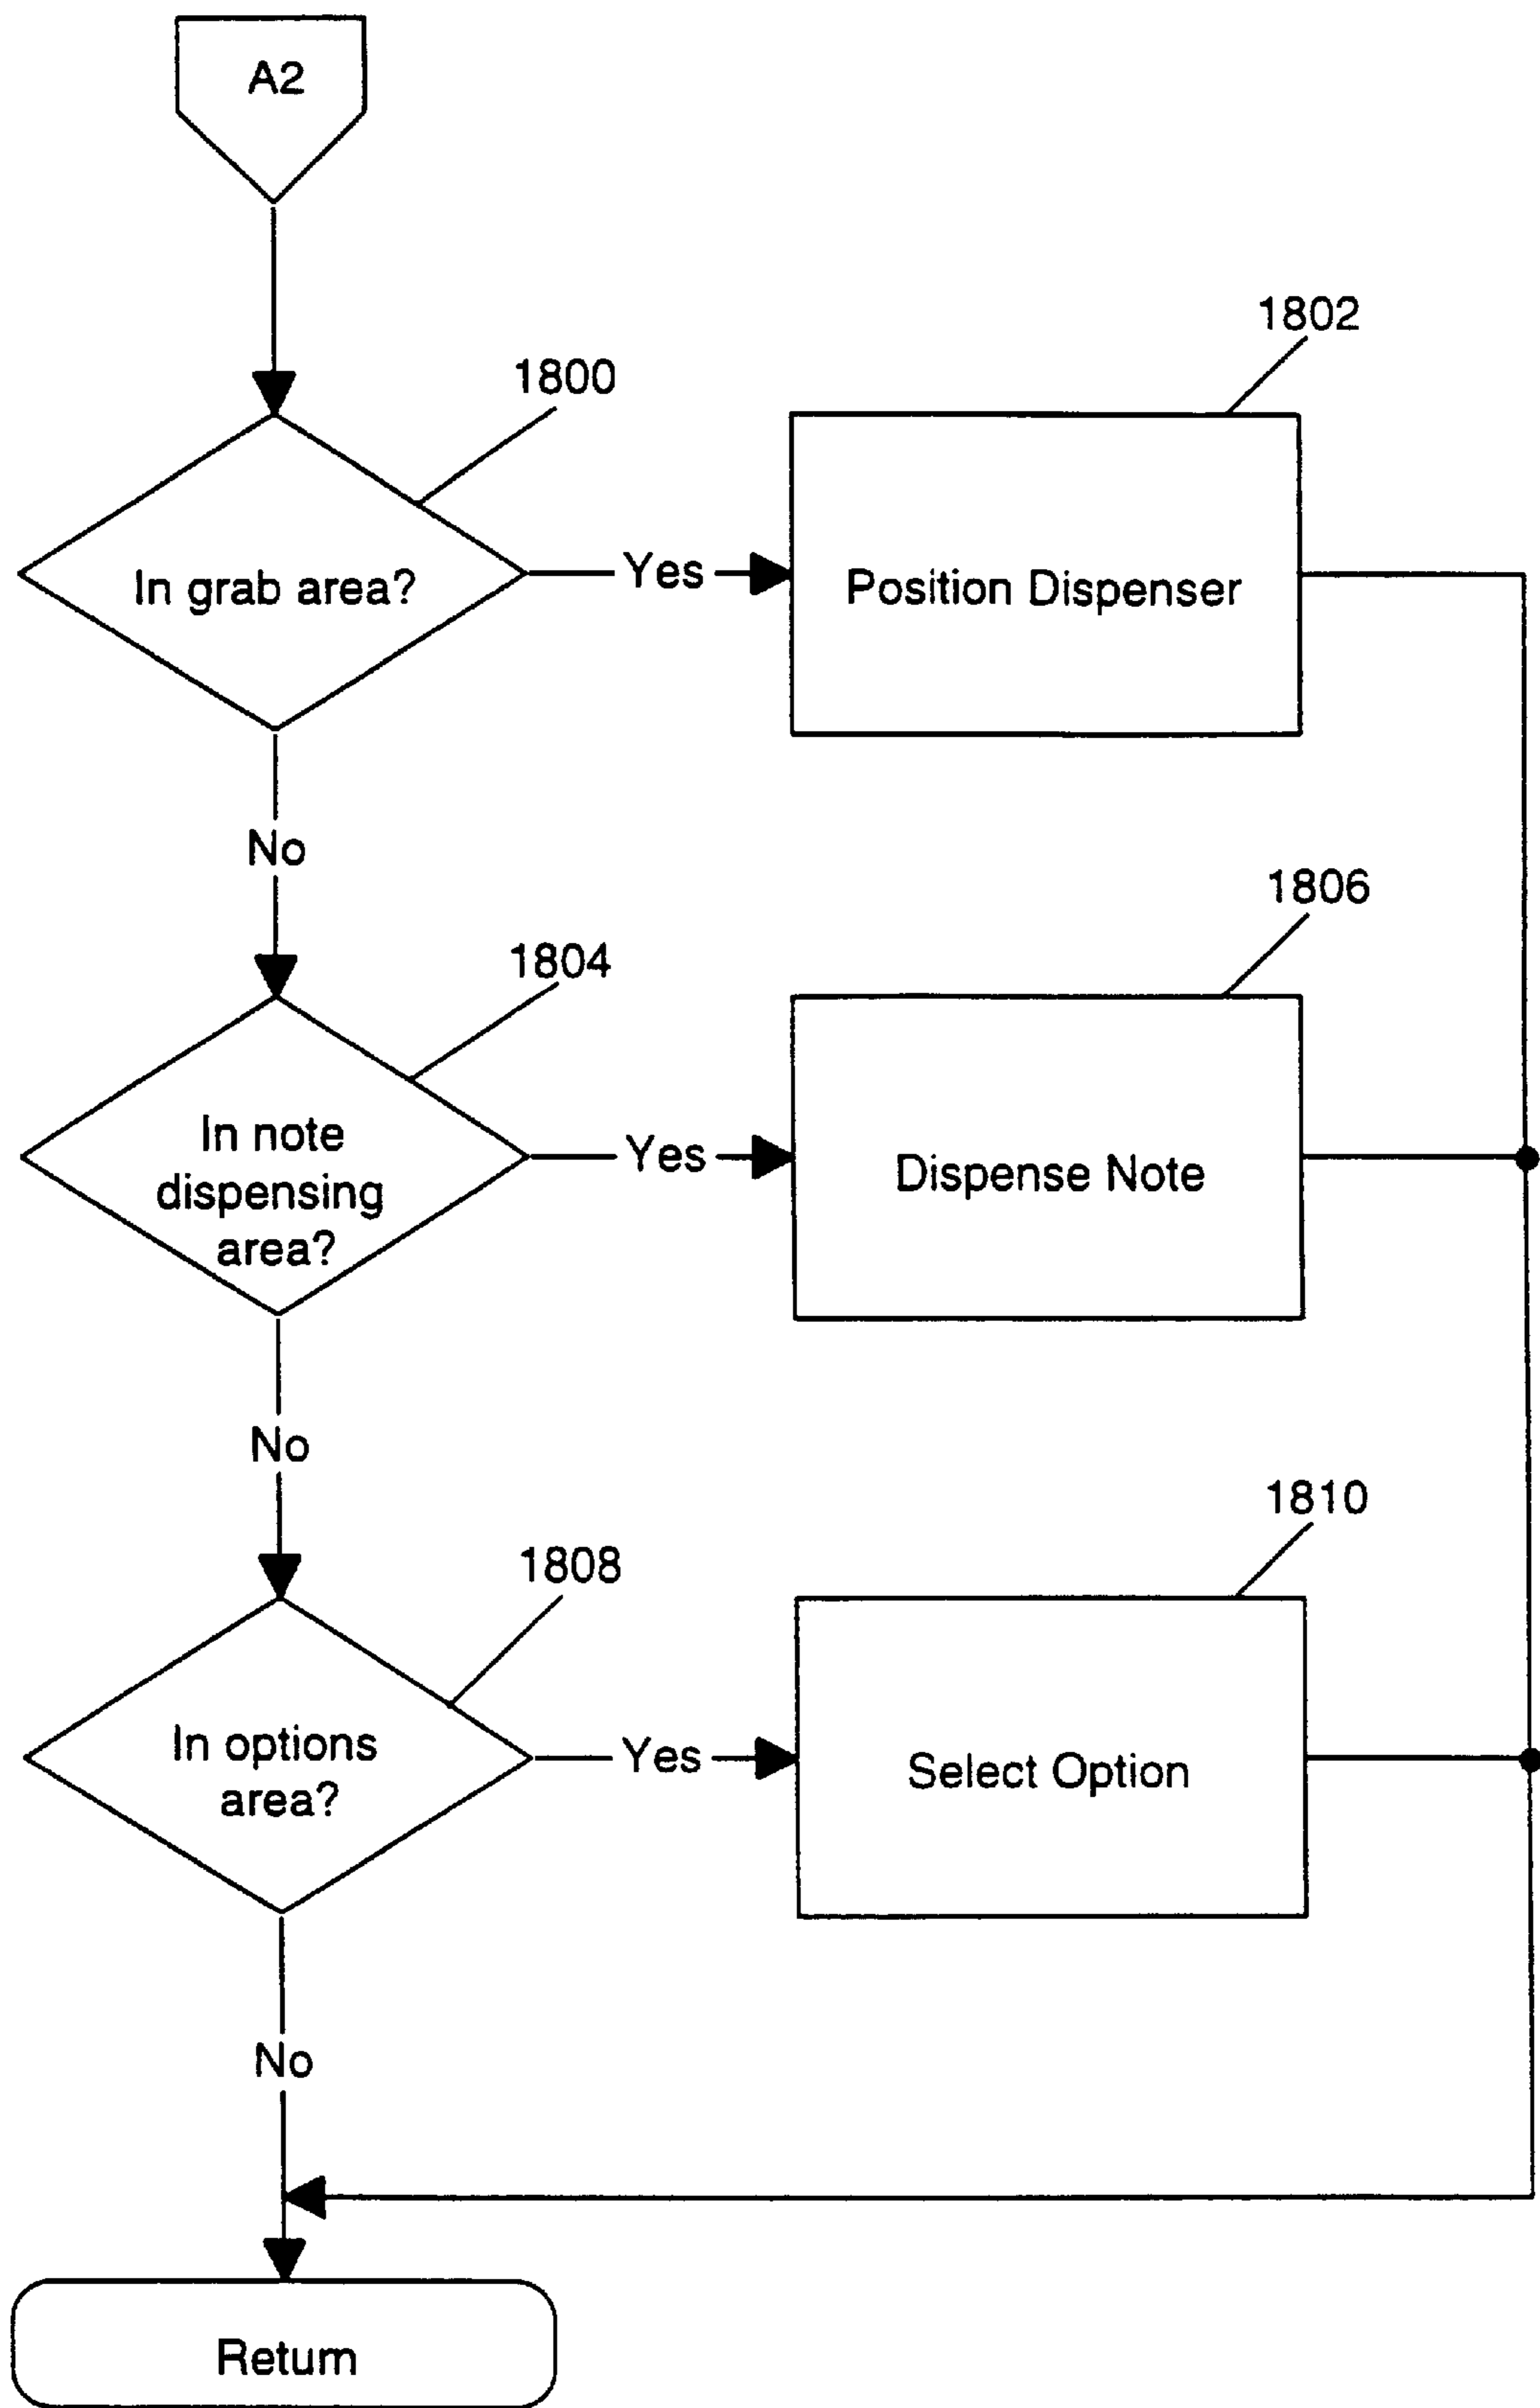 A2
1800
1802
In grab area?
Yes
Position Dispenser
No
1804
1806
In note
dispensing
area?
Yes
Dispense Note
No
1808
1810
In options
area?
Yes
Select Option
No
Return